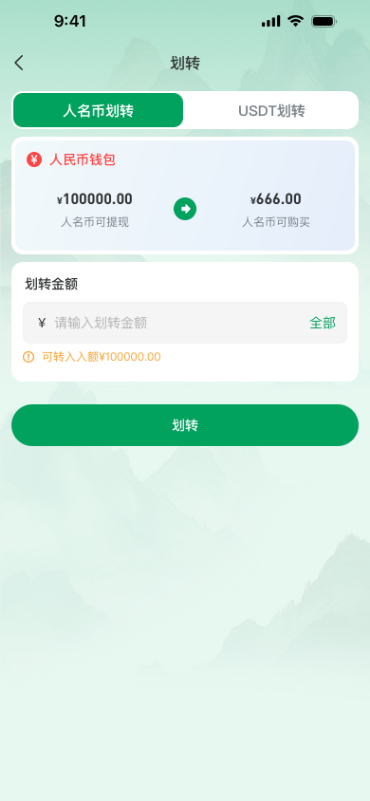 9:41
划转
人名币划转
USDT划转
人民币钱包
¥100000.00
¥666.00
人名币可提现
人名币可购买
划转金额
¥ 请输入划转金额 全部
可转入入额¥100000.00
划转